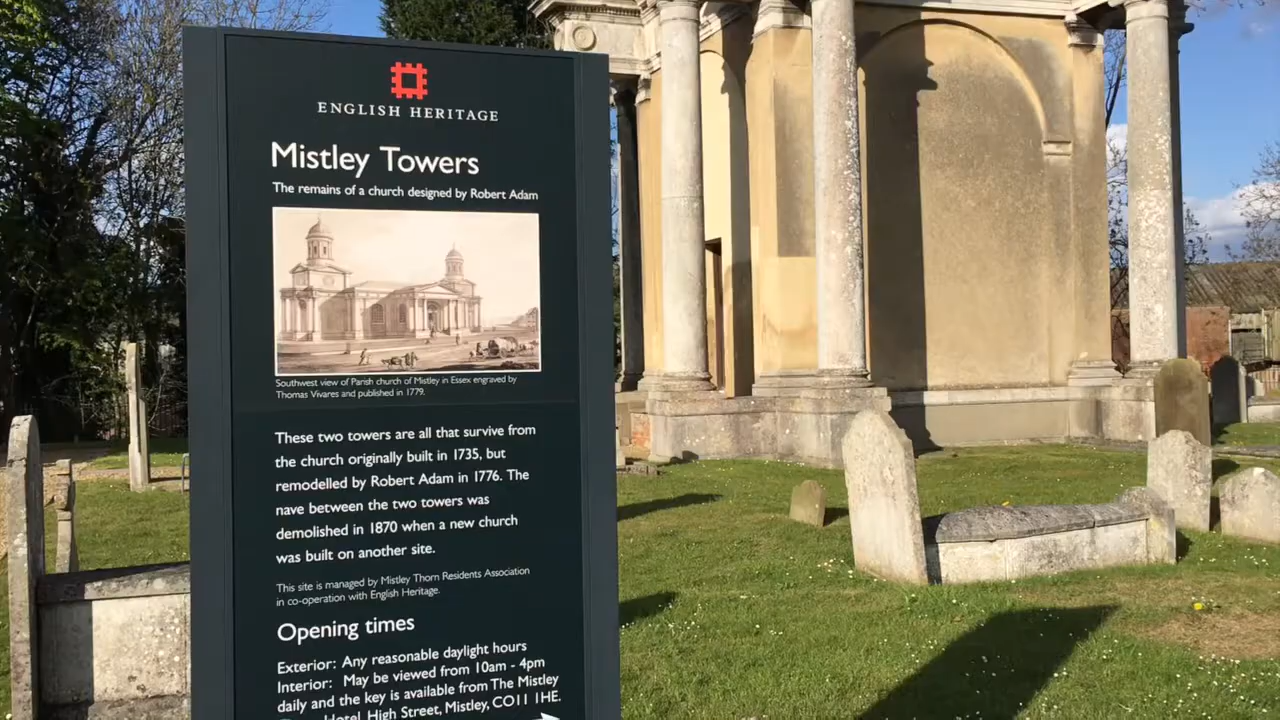 ENGLISH HERITAGE
Mistley Towers
The remains of a church designed by Robert Adam
Southwest view of Parish church of Mistley in Essex engraved by
Thomas Vivares and published in 1779.
These two towers are all that survive from
the church originally built in 1735, but
remodelled by Robert Adam in 1776. The
nave between the two towers was
demolished in 1870 when a new church
was built on another site.
This site is managed by Mistley Thorn Residents Association
in co-operation with English Heritage.
Opening times
Exterior: Any reasonable daylight hours
Interior: May be viewed from 10am - 4pm
daily and the key is available from The Mistley
Hotel, High Street, Mistley, CO11 1HE.